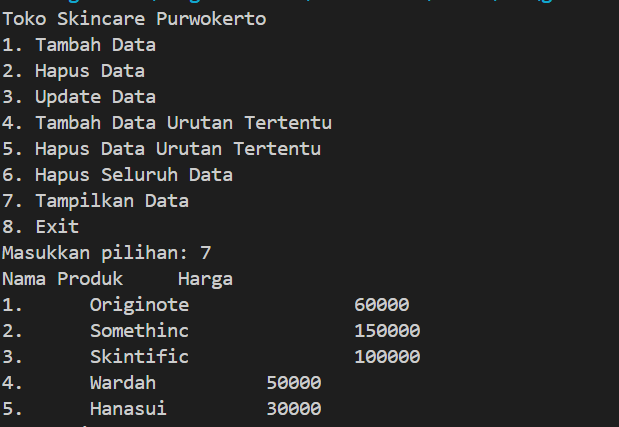 Toko Skincare Purwokerto
1. Tambah Data
2. Hapus Data
3. Update Data
4. Tambah Data Urutan Tertentu
5. Hapus Data Urutan Tertentu
6. Hapus Seluruh Data
7. Tampilkan Data
8. Exit
Masukkan pilihan: 7
Nama Produk     Harga
1.      Originote               60000
2.      Somethinc               150000
3.      Skintific               100000
4.      Wardah          50000
5.      Hanasui         30000